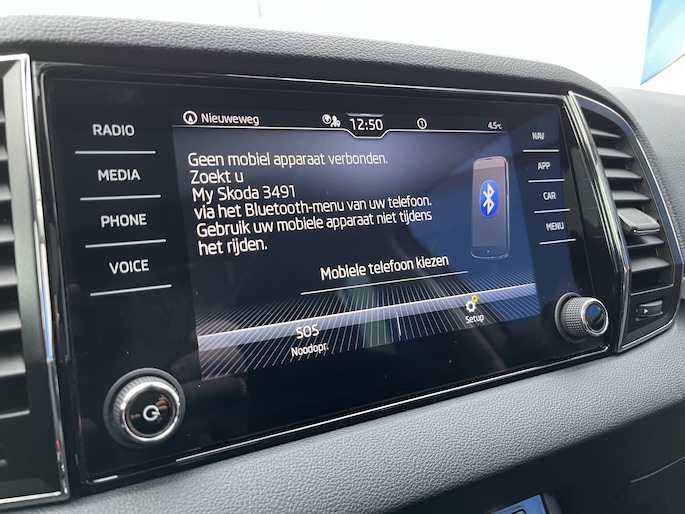 Nieuweweg 12:50 4,5°C
RADIO
MEDIA
PHONE
VOICE
Geen mobiel apparaat verbonden.
Zoekt u
My Skoda 3491
via het Bluetooth-menu van uw telefoon.
Gebruik uw mobiele apparaat niet tijdens
het rijden.
Mobiele telefoon kiezen
SOS
Noodopr.
Setup
NAV
APP
CAR
MENU